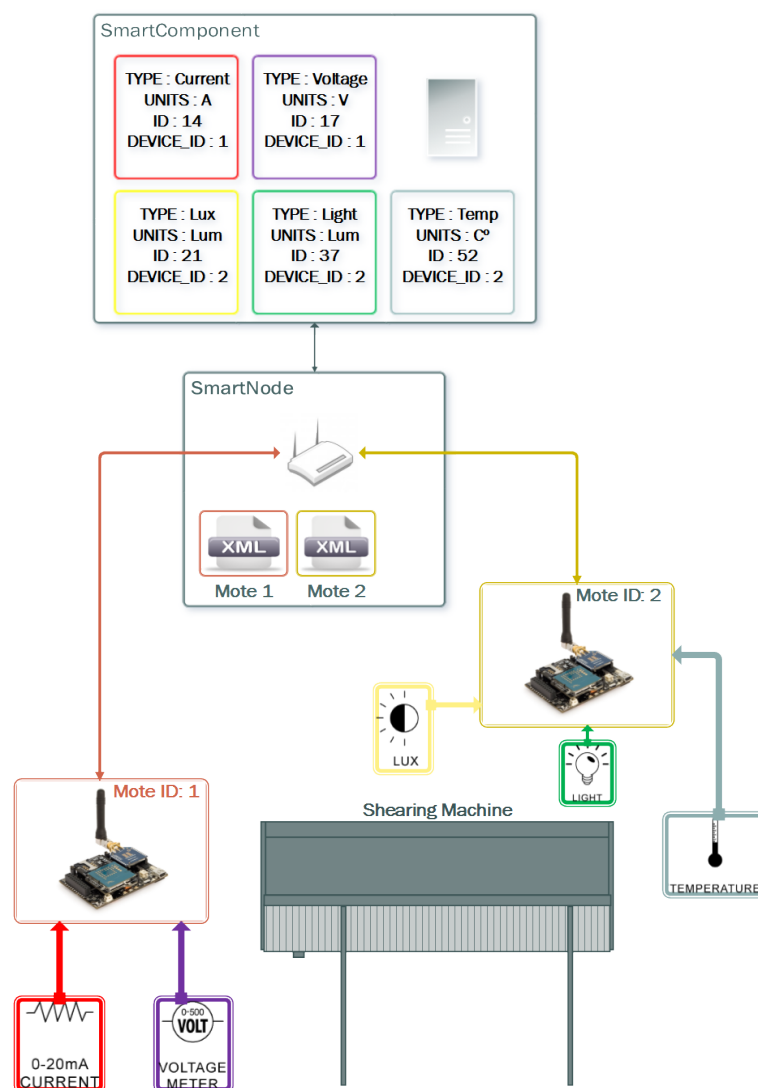 SmartComponent
TYPE : Current
UNITS : A
ID : 14
DEVICE_ID : 1
TYPE : Voltage
UNITS : V
ID : 17
DEVICE_ID : 1
TYPE : Lux
UNITS : Lum
ID : 21
DEVICE_ID : 2
TYPE : Light
UNITS : Lum
ID : 37
DEVICE_ID : 2
TYPE : Temp
UNITS : Cº
ID : 52
DEVICE_ID : 2
SmartNode
XML
XML
Mote 1
Mote 2
Mote ID: 2
LUX
LIGHT
TEMPERATURE
Mote ID: 1
Shearing Machine
0-20mA
CURRENT
0-500
VOLT
VOLTAGE
METER